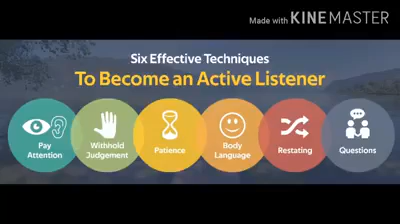 Made with KINEMASTER
Six Effective Techniques
To Become an Active Listener
Pay
Attention
Withhold
Judgement
Patience
Body
Language
Restating
Questions